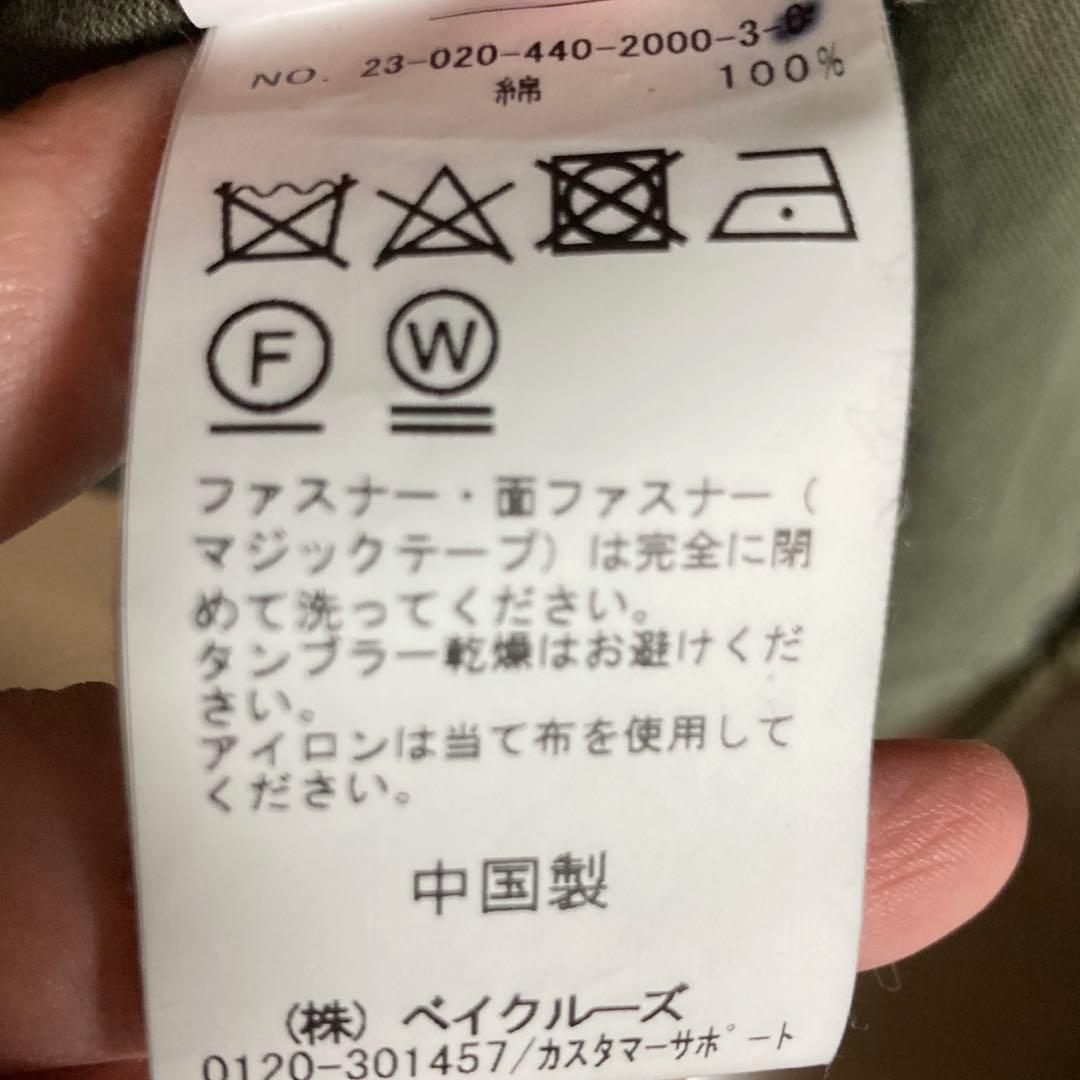 NO. 23-020-440-2000-3-0
綿 100%
F W
ファスナー・面ファスナー（
マジックテープ）は完全に閉
めて洗ってください。
タンブラー乾燥はお避けくだ
さい。
アイロンは当て布を使用して
ください。
中国製
(株) ベイクルーズ
0120-301457/カスタマーサポート